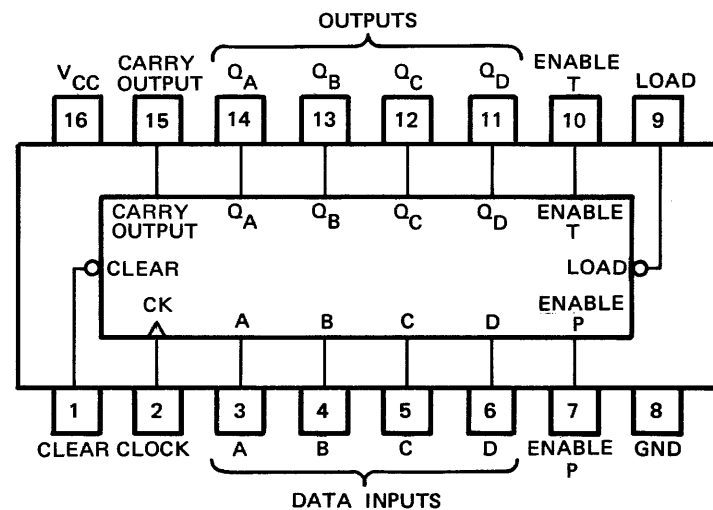 OUTPUTS
VCC CARRY OUTPUT QA QB QC QD ENABLE T LOAD
16 15 14 13 12 11 10 9
CARRY OUTPUT QA QB QC QD ENABLE T
CLEAR LOAD
CK A B C D ENABLE P
1 2 3 4 5 6 7 8
CLEAR CLOCK A B C D ENABLE P GND
DATA INPUTS